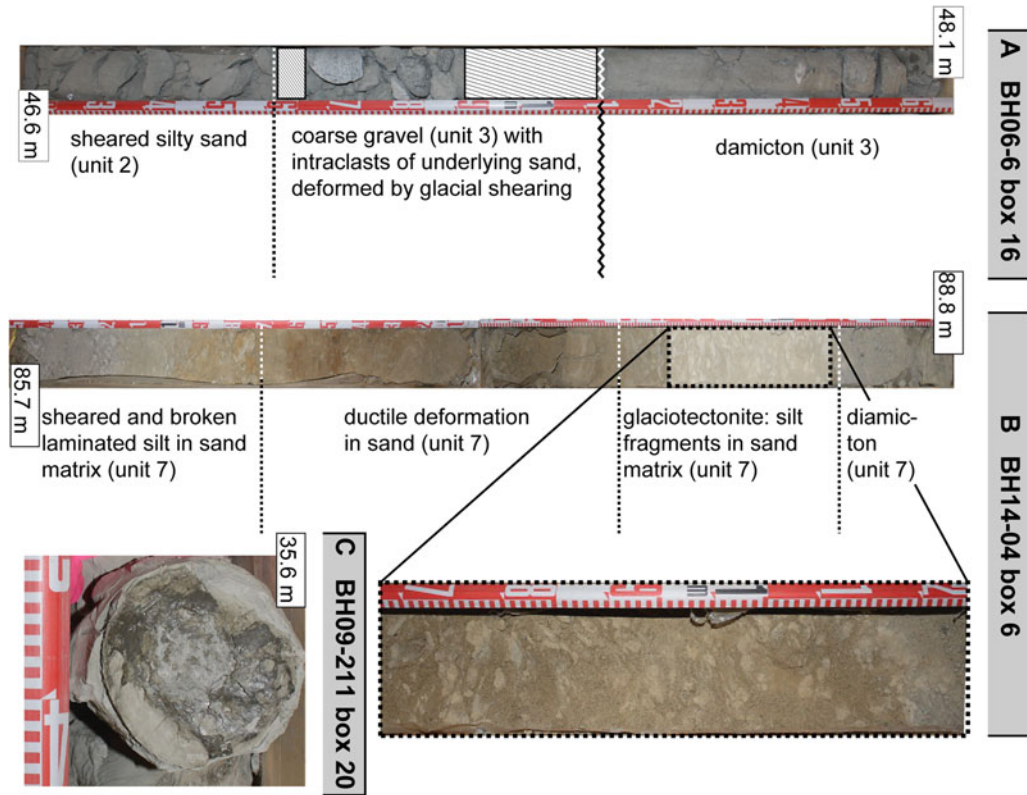 46.6 m
48.1 m
A BH06-6 box 16
sheared silty sand
(unit 2)
coarse gravel (unit 3) with
intraclasts of underlying sand,
deformed by glacial shearing
damicton (unit 3)
85.7 m
88.8 m
B BH14-04 box 6
sheared and broken
laminated silt in sand
matrix (unit 7)
ductile deformation
in sand (unit 7)
glaciotectonite: silt
fragments in sand
matrix (unit 7)
diamic-
ton
(unit 7)
35.6 m
C BH09-211 box 20